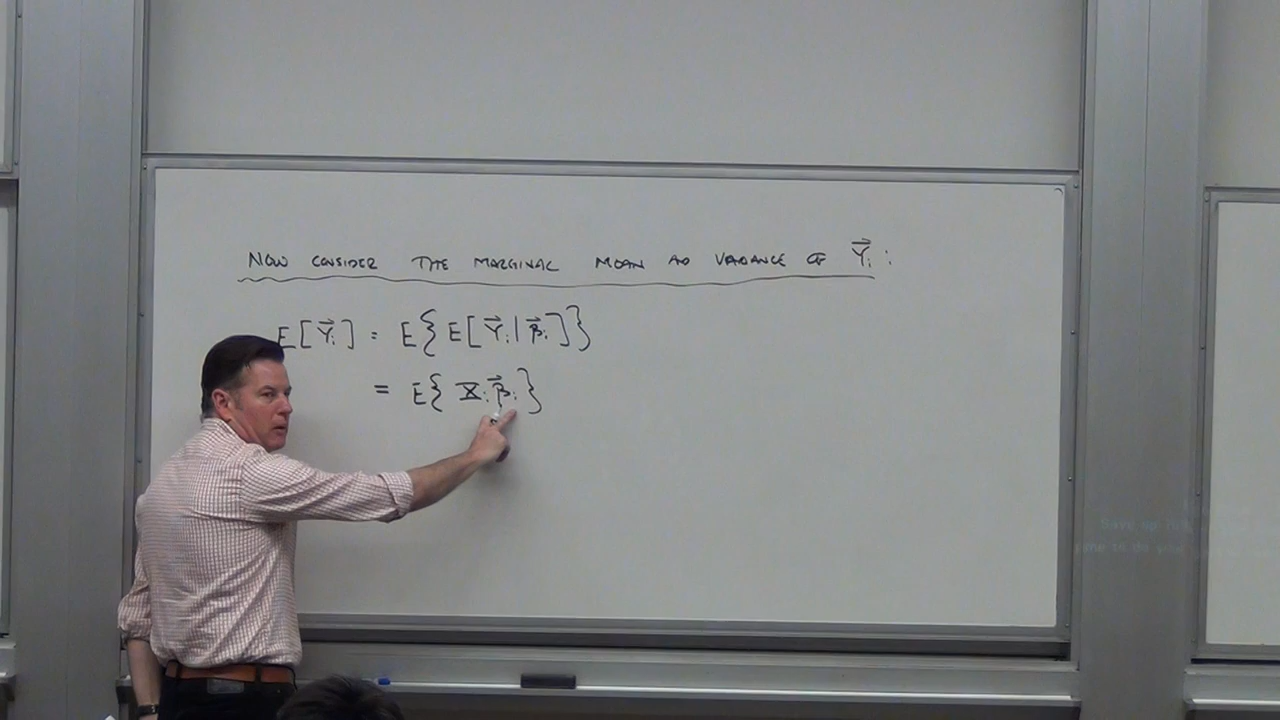 NOW CONSIDER THE MARGINAL MEAN AND VARIANCE OF Y⃗ᵢ :
E[Y⃗ᵢ] = E{E[Y⃗ᵢ|β⃗ᵢ]}
= E{Xᵢβ⃗ᵢ}